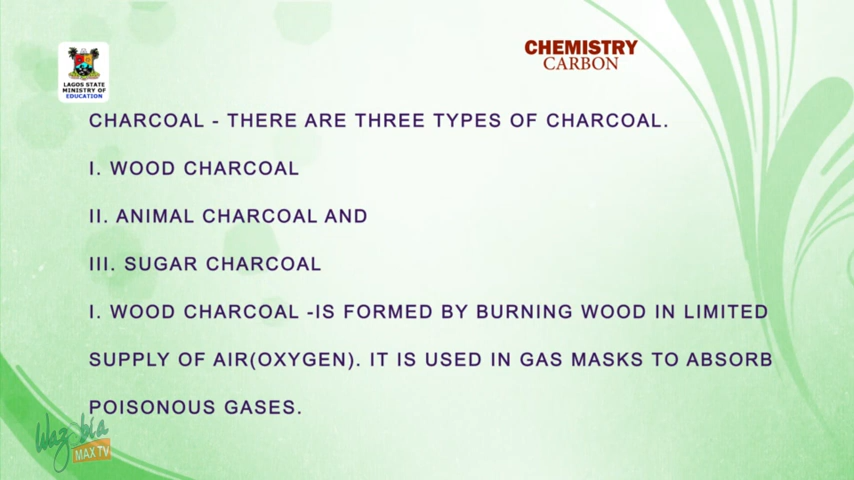 CHEMISTRY
CARBON
LAGOS STATE
MINISTRY OF
EDUCATION
CHARCOAL - THERE ARE THREE TYPES OF CHARCOAL.
I. WOOD CHARCOAL
II. ANIMAL CHARCOAL AND
III. SUGAR CHARCOAL
I. WOOD CHARCOAL -IS FORMED BY BURNING WOOD IN LIMITED
SUPPLY OF AIR(OXYGEN). IT IS USED IN GAS MASKS TO ABSORB
POISONOUS GASES.
Wazobia
MAX TV